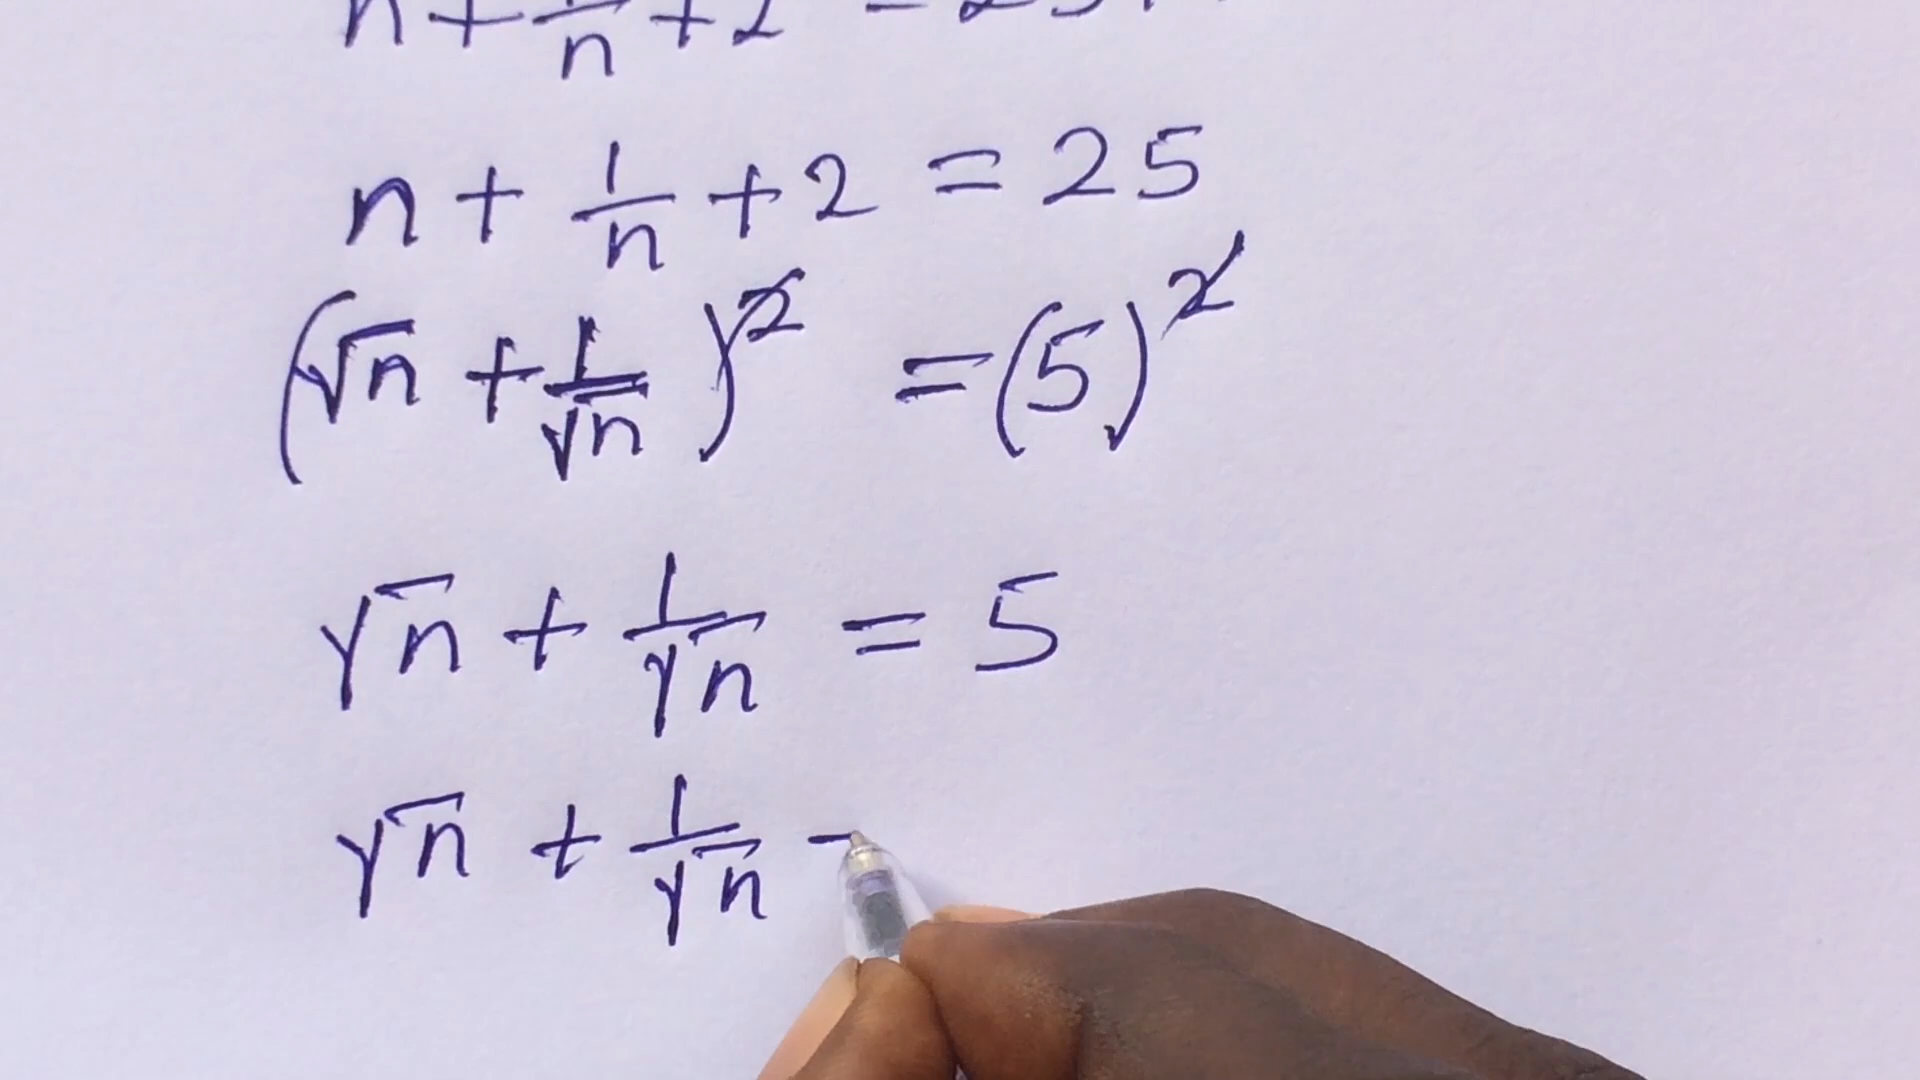 n + 1/n + 2 = 25
(√n + 1/√n)² = (5)²
√n + 1/√n = 5
√n + 1/√n -